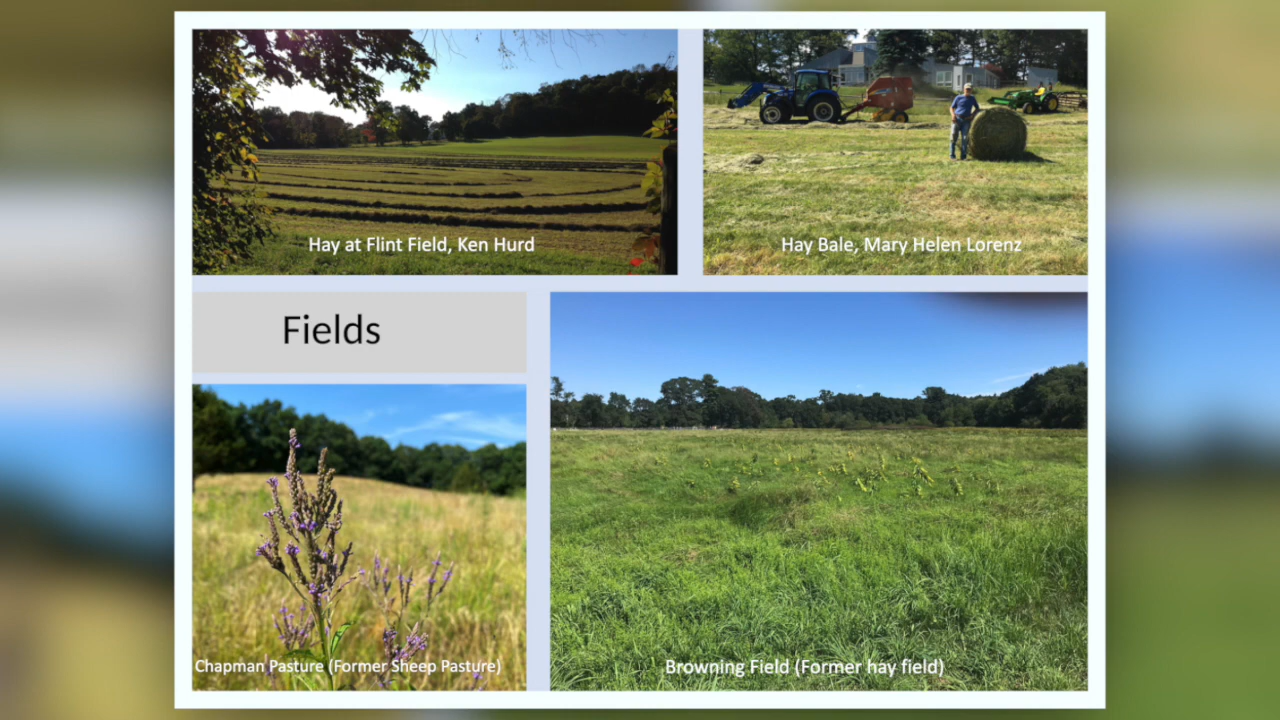 Hay at Flint Field, Ken Hurd
Hay Bale, Mary Helen Lorenz
Fields
Chapman Pasture (Former Sheep Pasture)
Browning Field (Former hay field)